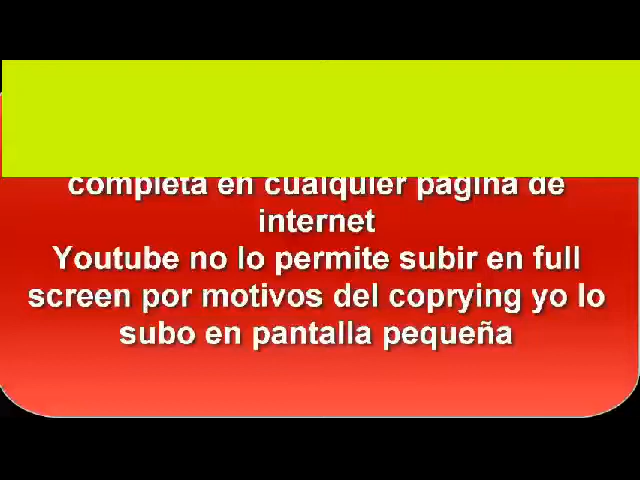 completa en cualquier pagina de
internet
Youtube no lo permite subir en full
screen por motivos del coprying yo lo
subo en pantalla pequeña